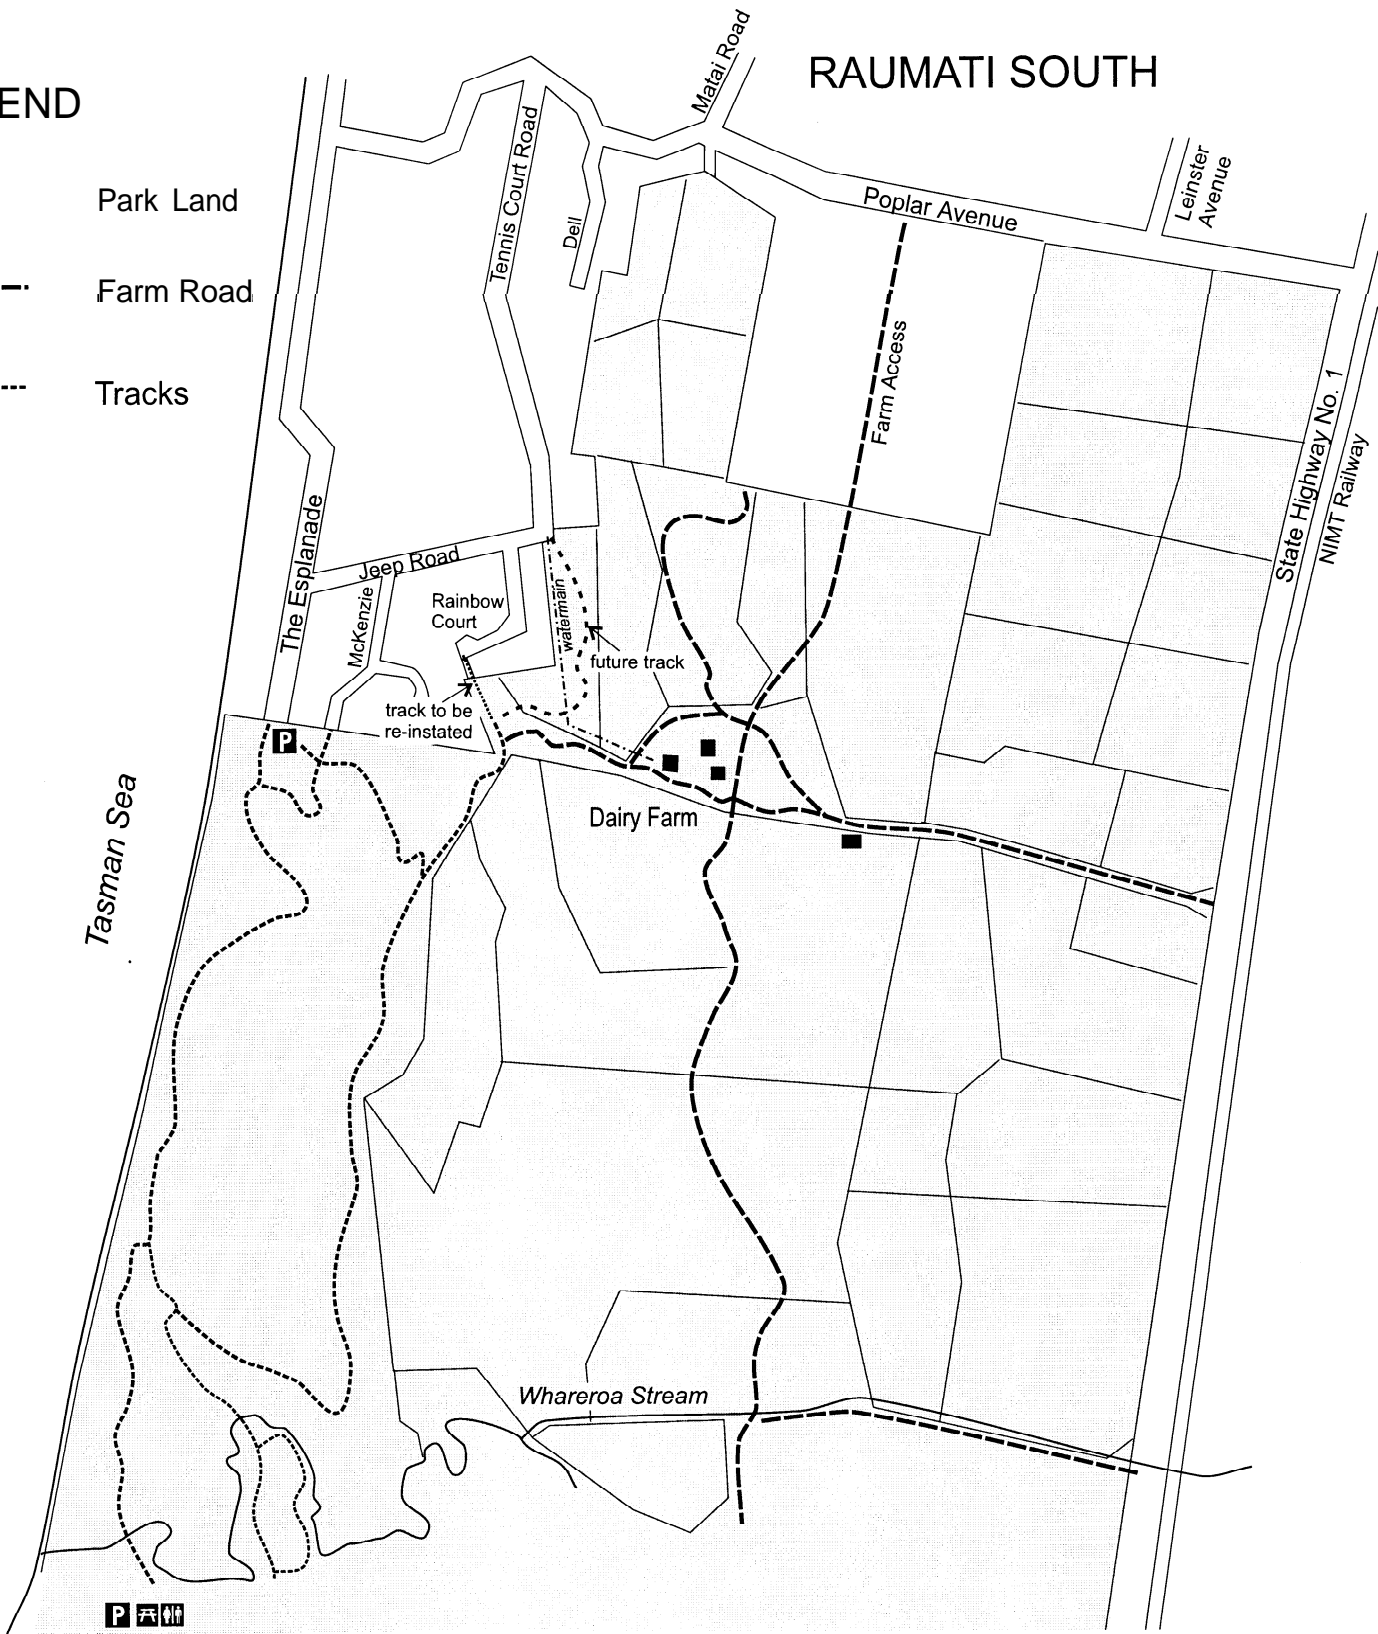 RAUMATI SOUTH
END
Park Land
Farm Road
Tracks
Matai Road
Tennis Court Road
Dell
Poplar Avenue
Leinster
Avenue
Farm Access
State Highway No. 1
NIMT Railway
The Esplanade
Jeep Road
McKenzie
Rainbow
Court
watermain
future track
track to be
re-instated
P
Tasman Sea
Dairy Farm
Whareroa Stream
P